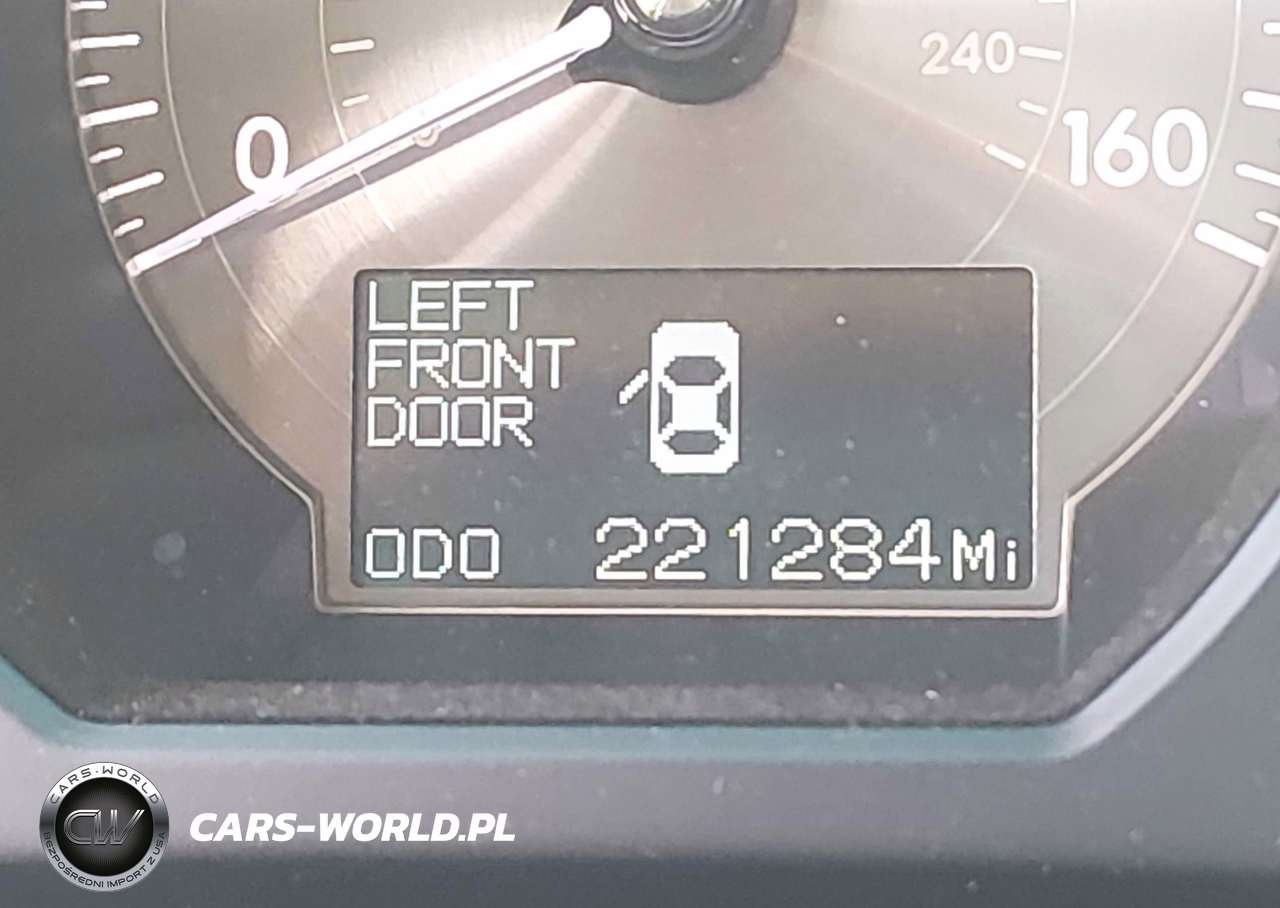 240
0
160
LEFT
FRONT
DOOR
ODO 221284Mi
CARS-WORLD
CW
BEZPOŚREDNI IMPORT Z USA
CARS-WORLD.PL